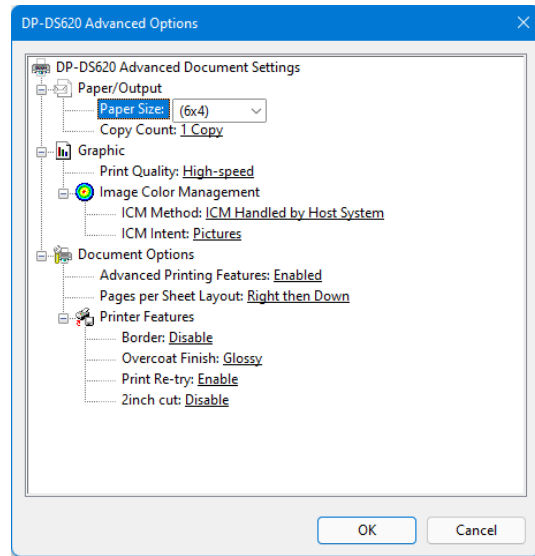 DP-DS620 Advanced Options
DP-DS620 Advanced Document Settings
Paper/Output
Paper Size: (6x4)
Copy Count: 1 Copy
Graphic
Print Quality: High-speed
Image Color Management
ICM Method: ICM Handled by Host System
ICM Intent: Pictures
Document Options
Advanced Printing Features: Enabled
Pages per Sheet Layout: Right then Down
Printer Features
Border: Disable
Overcoat Finish: Glossy
Print Re-try: Enable
2inch cut: Disable
OK Cancel